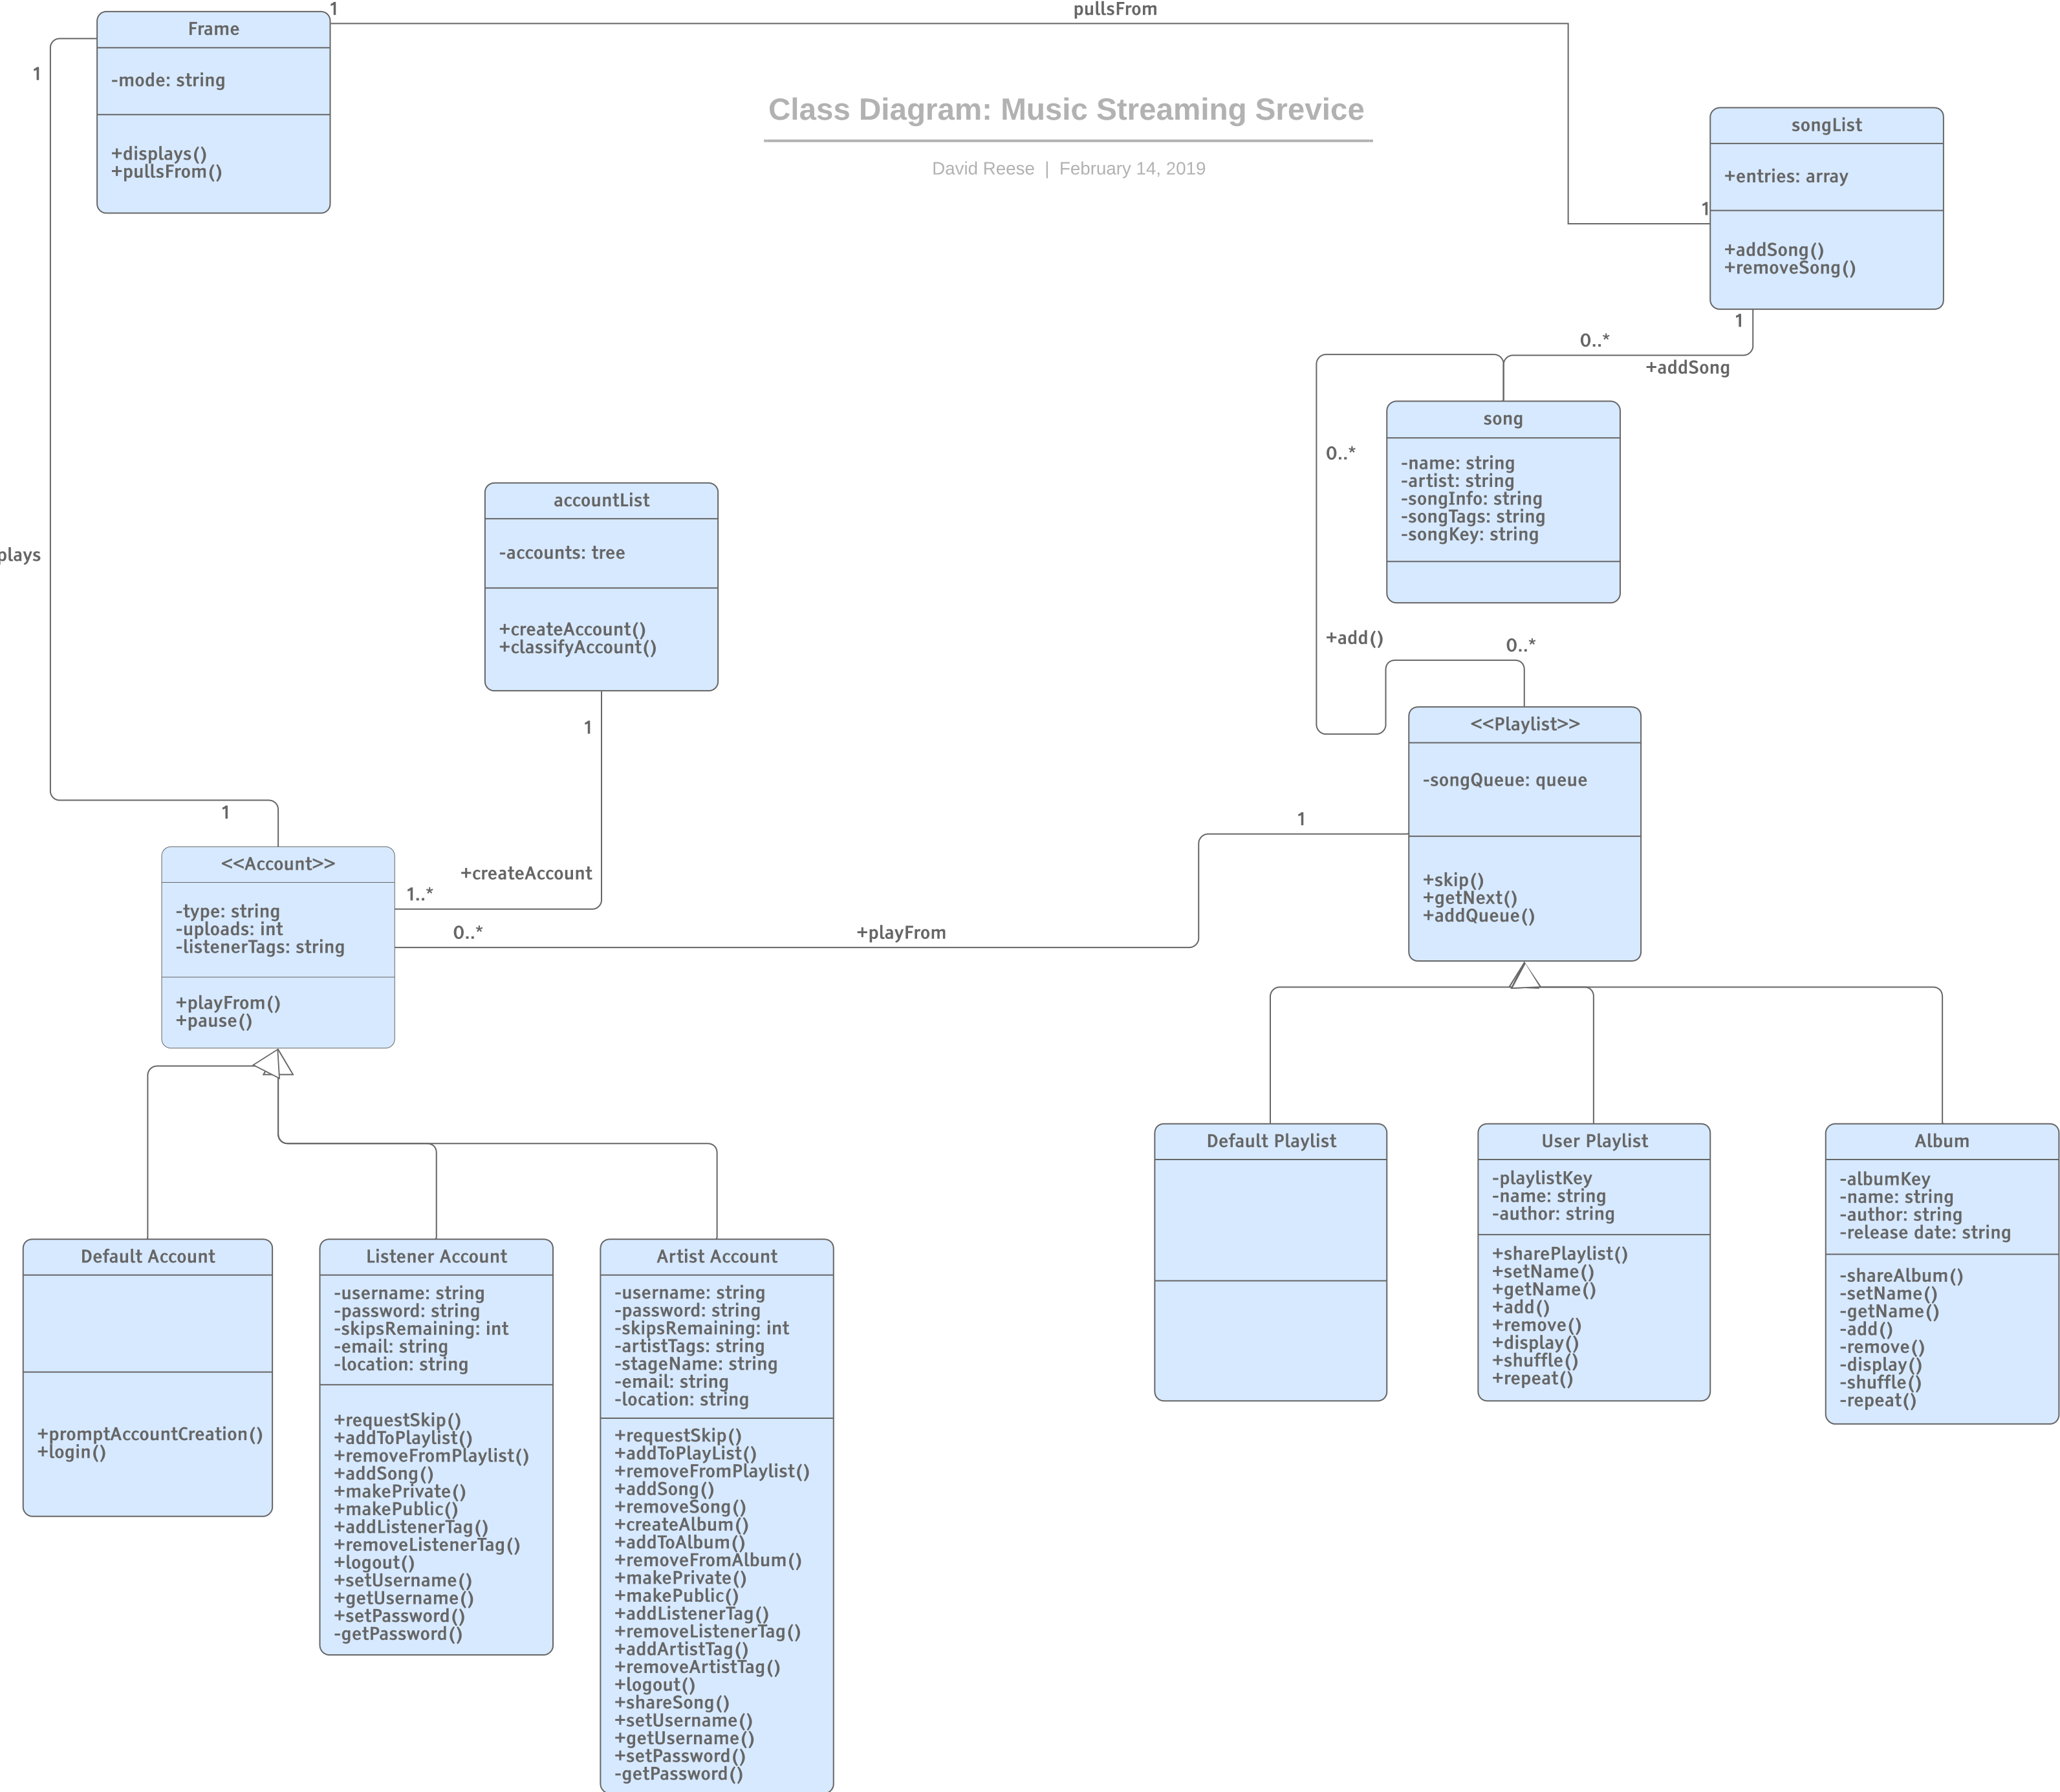 1
pullsFrom
Frame
-mode: string
+displays()
+pullsFrom()
1
Class Diagram: Music Streaming Srevice
David Reese | February 14, 2019
songList
+entries: array
+addSong()
+removeSong()
1
1
0..*
+addSong
song
-name: string
-artist: string
-songInfo: string
-songTags: string
-songKey: string
0..*
+add()
0..*
accountList
-accounts: tree
+createAccount()
+classifyAccount()
plays
1
+createAccount
1..*
1
<<Account>>
-type: string
-uploads: int
-listenerTags: string
+playFrom()
+pause()
0..*
+playFrom
1
<<Playlist>>
-songQueue: queue
+skip()
+getNext()
+addQueue()
Default Account
+promptAccountCreation()
+login()
Listener Account
-username: string
-password: string
-skipsRemaining: int
-email: string
-location: string
+requestSkip()
+addToPlaylist()
+removeFromPlaylist()
+addSong()
+makePrivate()
+makePublic()
+addListenerTag()
+removeListenerTag()
+logout()
+setUsername()
+getUsername()
+setPassword()
-getPassword()
Artist Account
-username: string
-password: string
-skipsRemaining: int
-artistTags: string
-stageName: string
-email: string
-location: string
+requestSkip()
+addToPlayList()
+removeFromPlaylist()
+addSong()
+removeSong()
+createAlbum()
+addToAlbum()
+removeFromAlbum()
+makePrivate()
+makePublic()
+addListenerTag()
+removeListenerTag()
+addArtistTag()
+removeArtistTag()
+logout()
+shareSong()
+setUsername()
+getUsername()
+setPassword()
-getPassword()
Default Playlist
User Playlist
-playlistKey
-name: string
-author: string
+sharePlaylist()
+setName()
+getName()
+add()
+remove()
+display()
+shuffle()
+repeat()
Album
-albumKey
-name: string
-author: string
-release date: string
-shareAlbum()
-setName()
-getName()
-add()
-remove()
-display()
-shuffle()
-repeat()